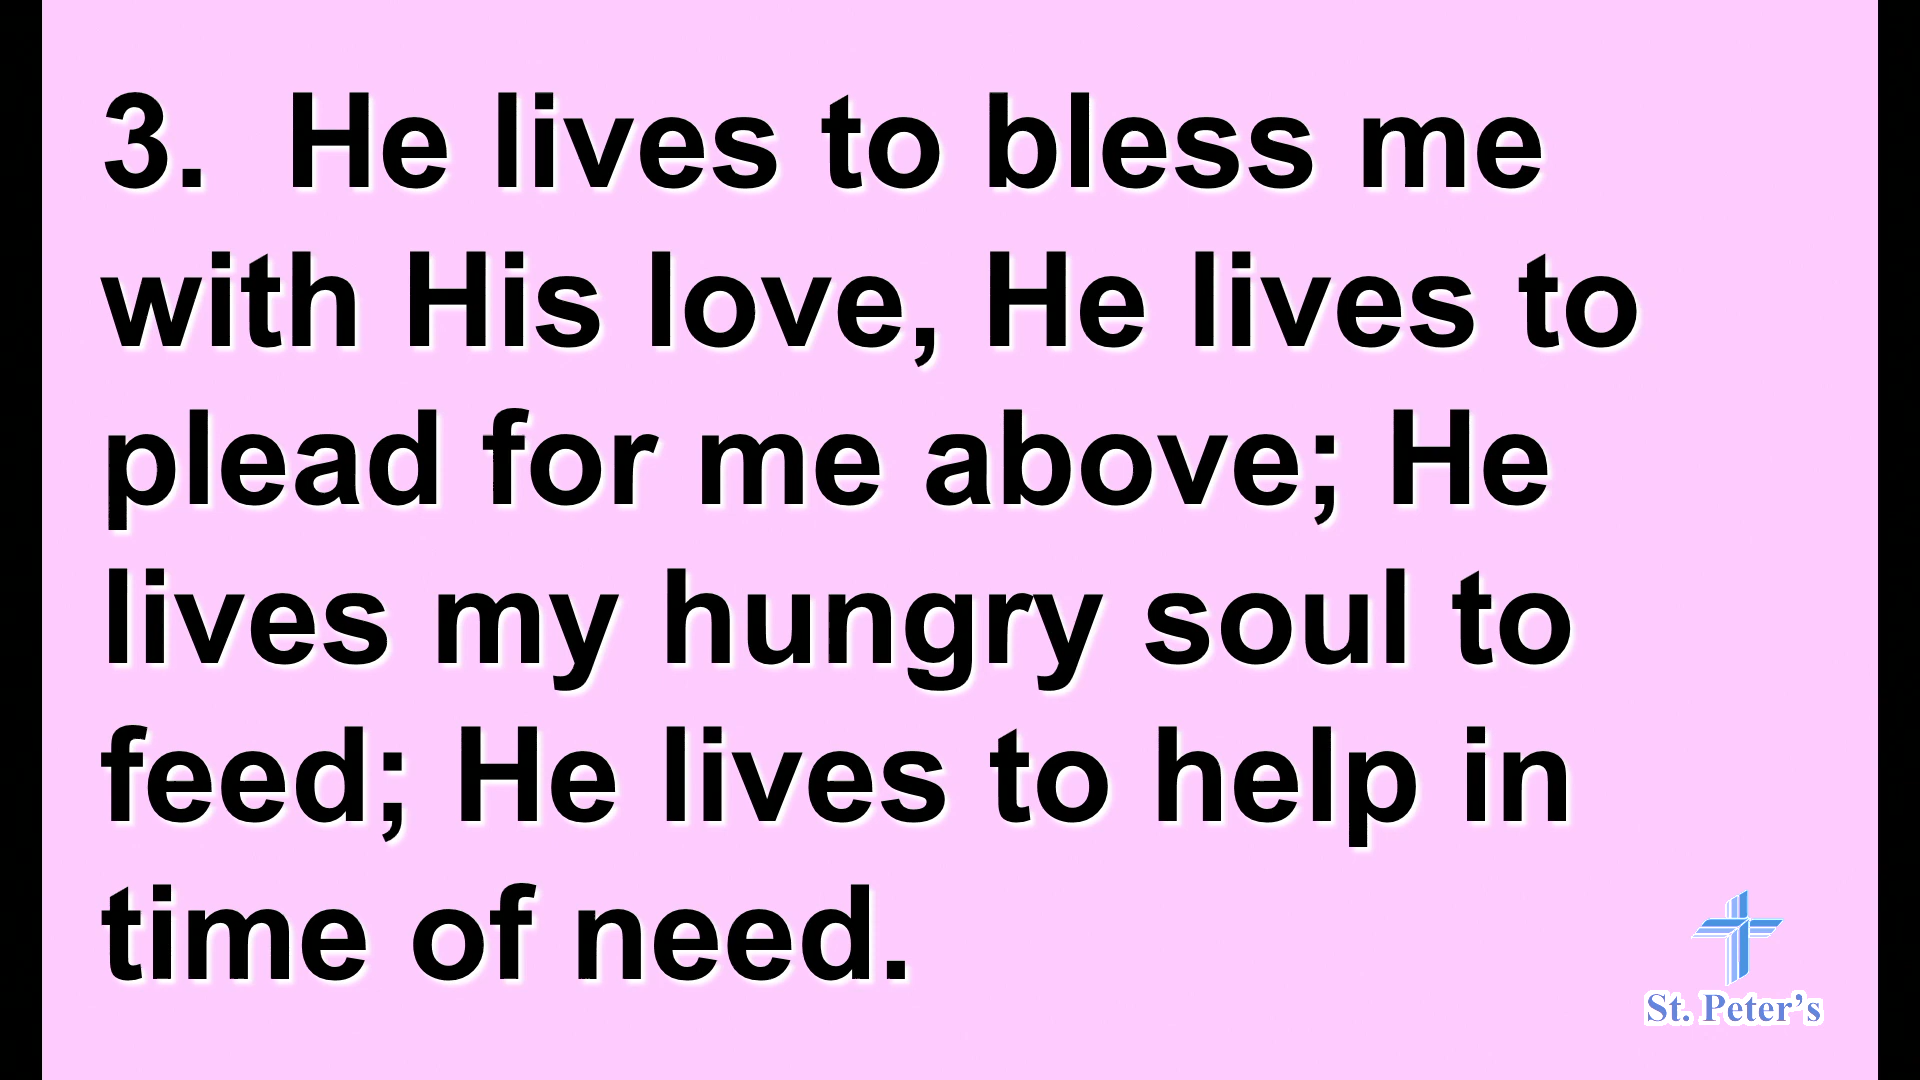 3.  He lives to bless me
with His love, He lives to
plead for me above; He
lives my hungry soul to
feed; He lives to help in
time of need.
St. Peter’s